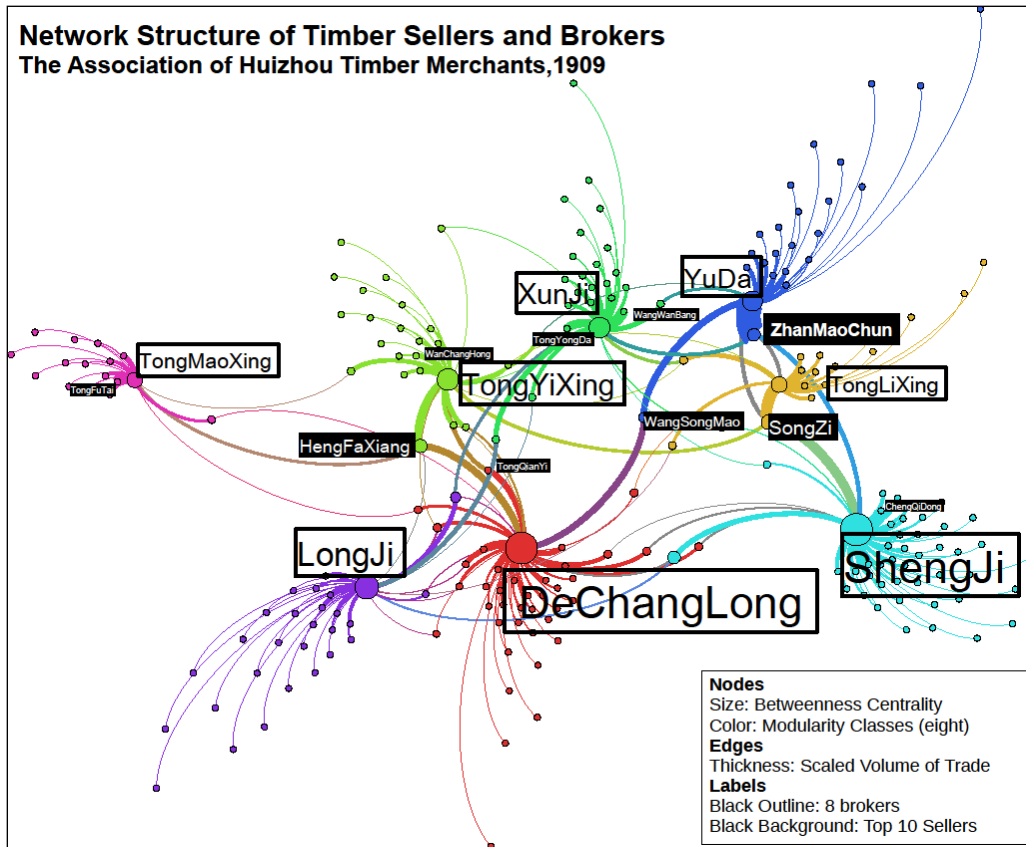 Network Structure of Timber Sellers and Brokers
The Association of Huizhou Timber Merchants,1909
XunJi
YuDa
WangWanBang
ZhanMaoChun
TongYongDa
WanChangHong
TongMaoXing
TongFuTai
TongYiXing
TongLiXing
WangSongMao
SongZi
HengFaXiang
TongQianYi
ChengQiDong
LongJi
ShengJi
DeChangLong
Nodes
Size: Betweenness Centrality
Color: Modularity Classes (eight)
Edges
Thickness: Scaled Volume of Trade
Labels
Black Outline: 8 brokers
Black Background: Top 10 Sellers